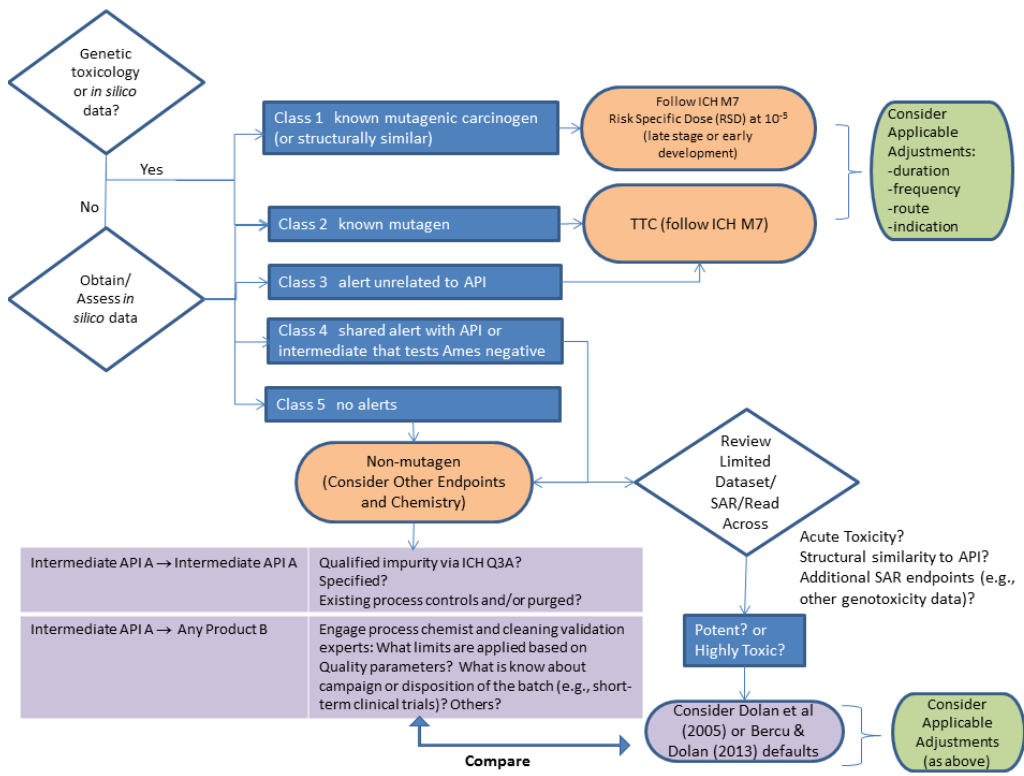 Genetic
toxicology
or in silico
data?
Yes
No
Obtain/
Assess in
silico data
Class 1 known mutagenic carcinogen
(or structurally similar)
Follow ICH M7
Risk Specific Dose (RSD) at 10⁻⁵
(late stage or early
development)
Consider
Applicable
Adjustments:
-duration
-frequency
-route
-indication
Class 2 known mutagen
TTC (follow ICH M7)
Class 3 alert unrelated to API
Class 4 shared alert with API or
intermediate that tests Ames negative
Class 5 no alerts
Non-mutagen
(Consider Other Endpoints
and Chemistry)
Review
Limited
Dataset/
SAR/Read
Across
Acute Toxicity?
Structural similarity to API?
Additional SAR endpoints (e.g.,
other genotoxicity data)?
Intermediate API A → Intermediate API A
Qualified impurity via ICH Q3A?
Specified?
Existing process controls and/or purged?
Intermediate API A → Any Product B
Engage process chemist and cleaning validation
experts: What limits are applied based on
Quality parameters? What is know about
campaign or disposition of the batch (e.g., short-
term clinical trials)? Others?
Potent? or
Highly Toxic?
Consider Dolan et al
(2005) or Bercu &
Dolan (2013) defaults
Consider
Applicable
Adjustments
(as above)
Compare